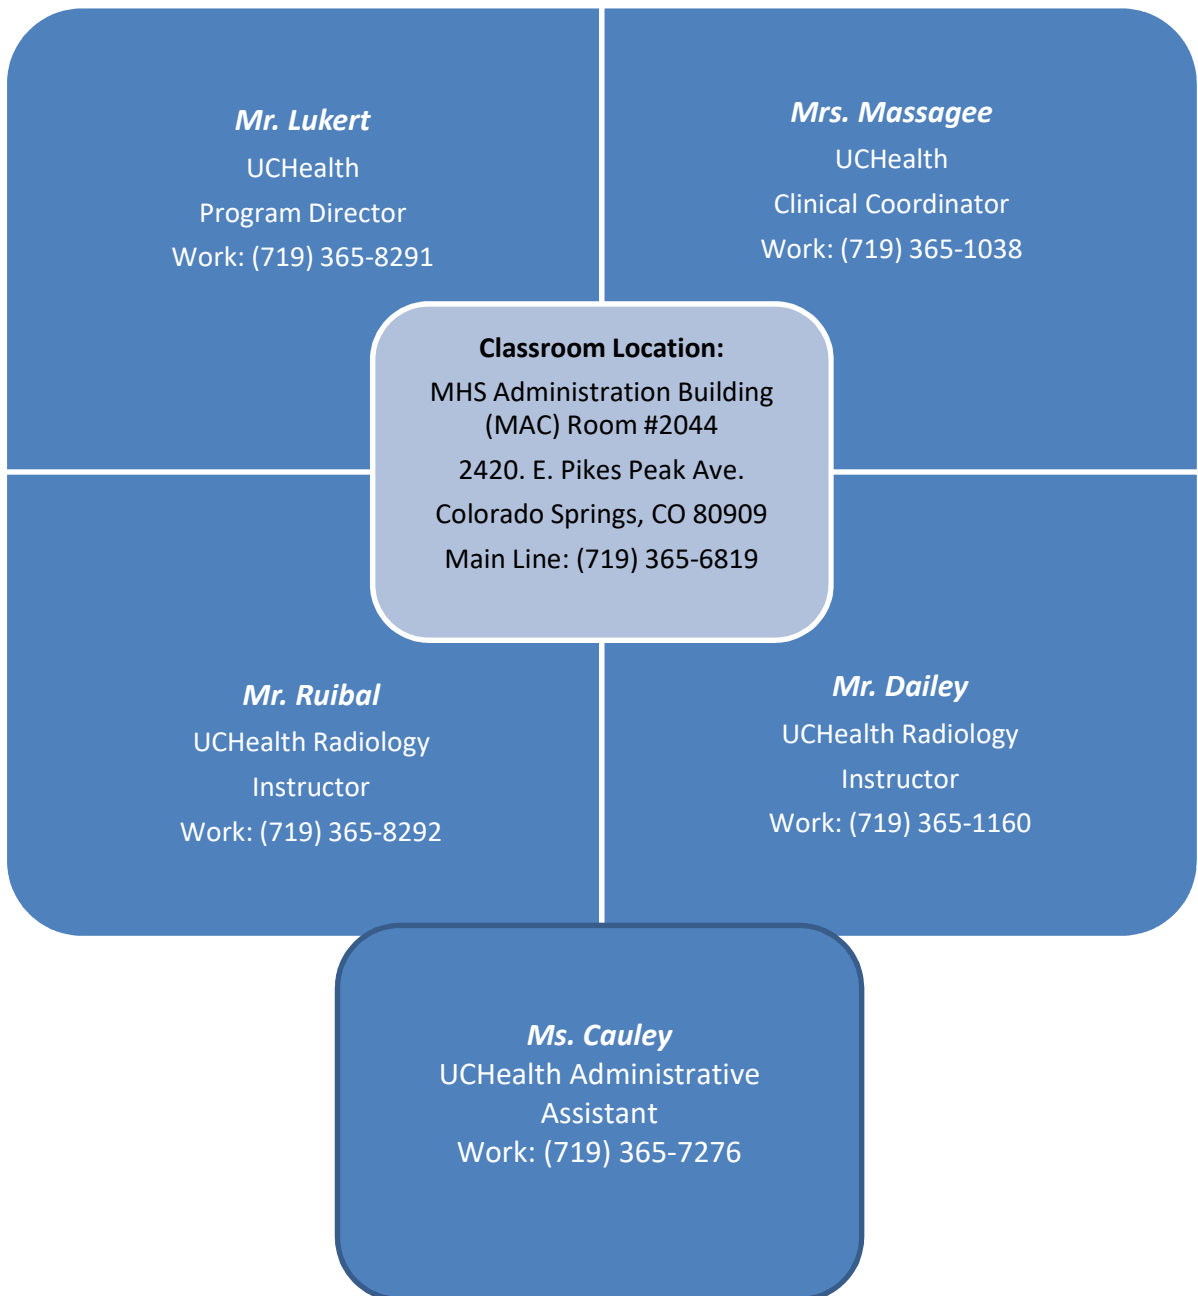 Mr. Lukert
UCHealth
Program Director
Work: (719) 365-8291
Mrs. Massagee
UCHealth
Clinical Coordinator
Work: (719) 365-1038
Classroom Location:
MHS Administration Building
(MAC) Room #2044
2420. E. Pikes Peak Ave.
Colorado Springs, CO 80909
Main Line: (719) 365-6819
Mr. Ruibal
UCHealth Radiology
Instructor
Work: (719) 365-8292
Mr. Dailey
UCHealth Radiology
Instructor
Work: (719) 365-1160
Ms. Cauley
UCHealth Administrative
Assistant
Work: (719) 365-7276